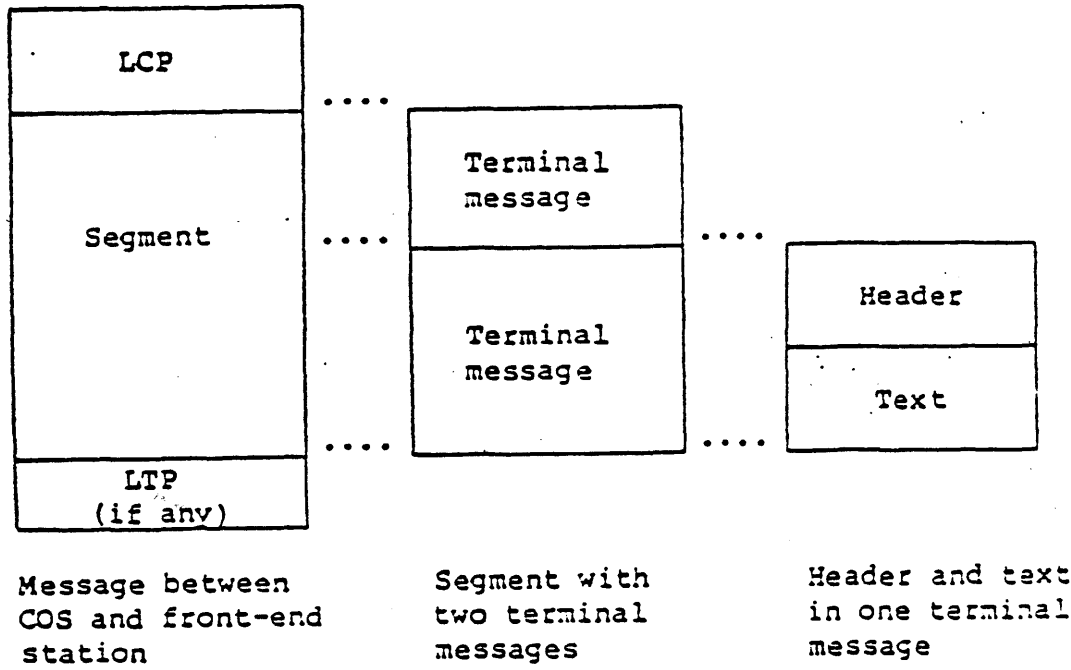 LCP
....
Terminal
message
Segment
....
....
Header
Terminal
message
Text
....
....
LTP
(if any)
Message between
COS and front-end
station
Segment with
two terminal
messages
Header and text
in one terminal
message